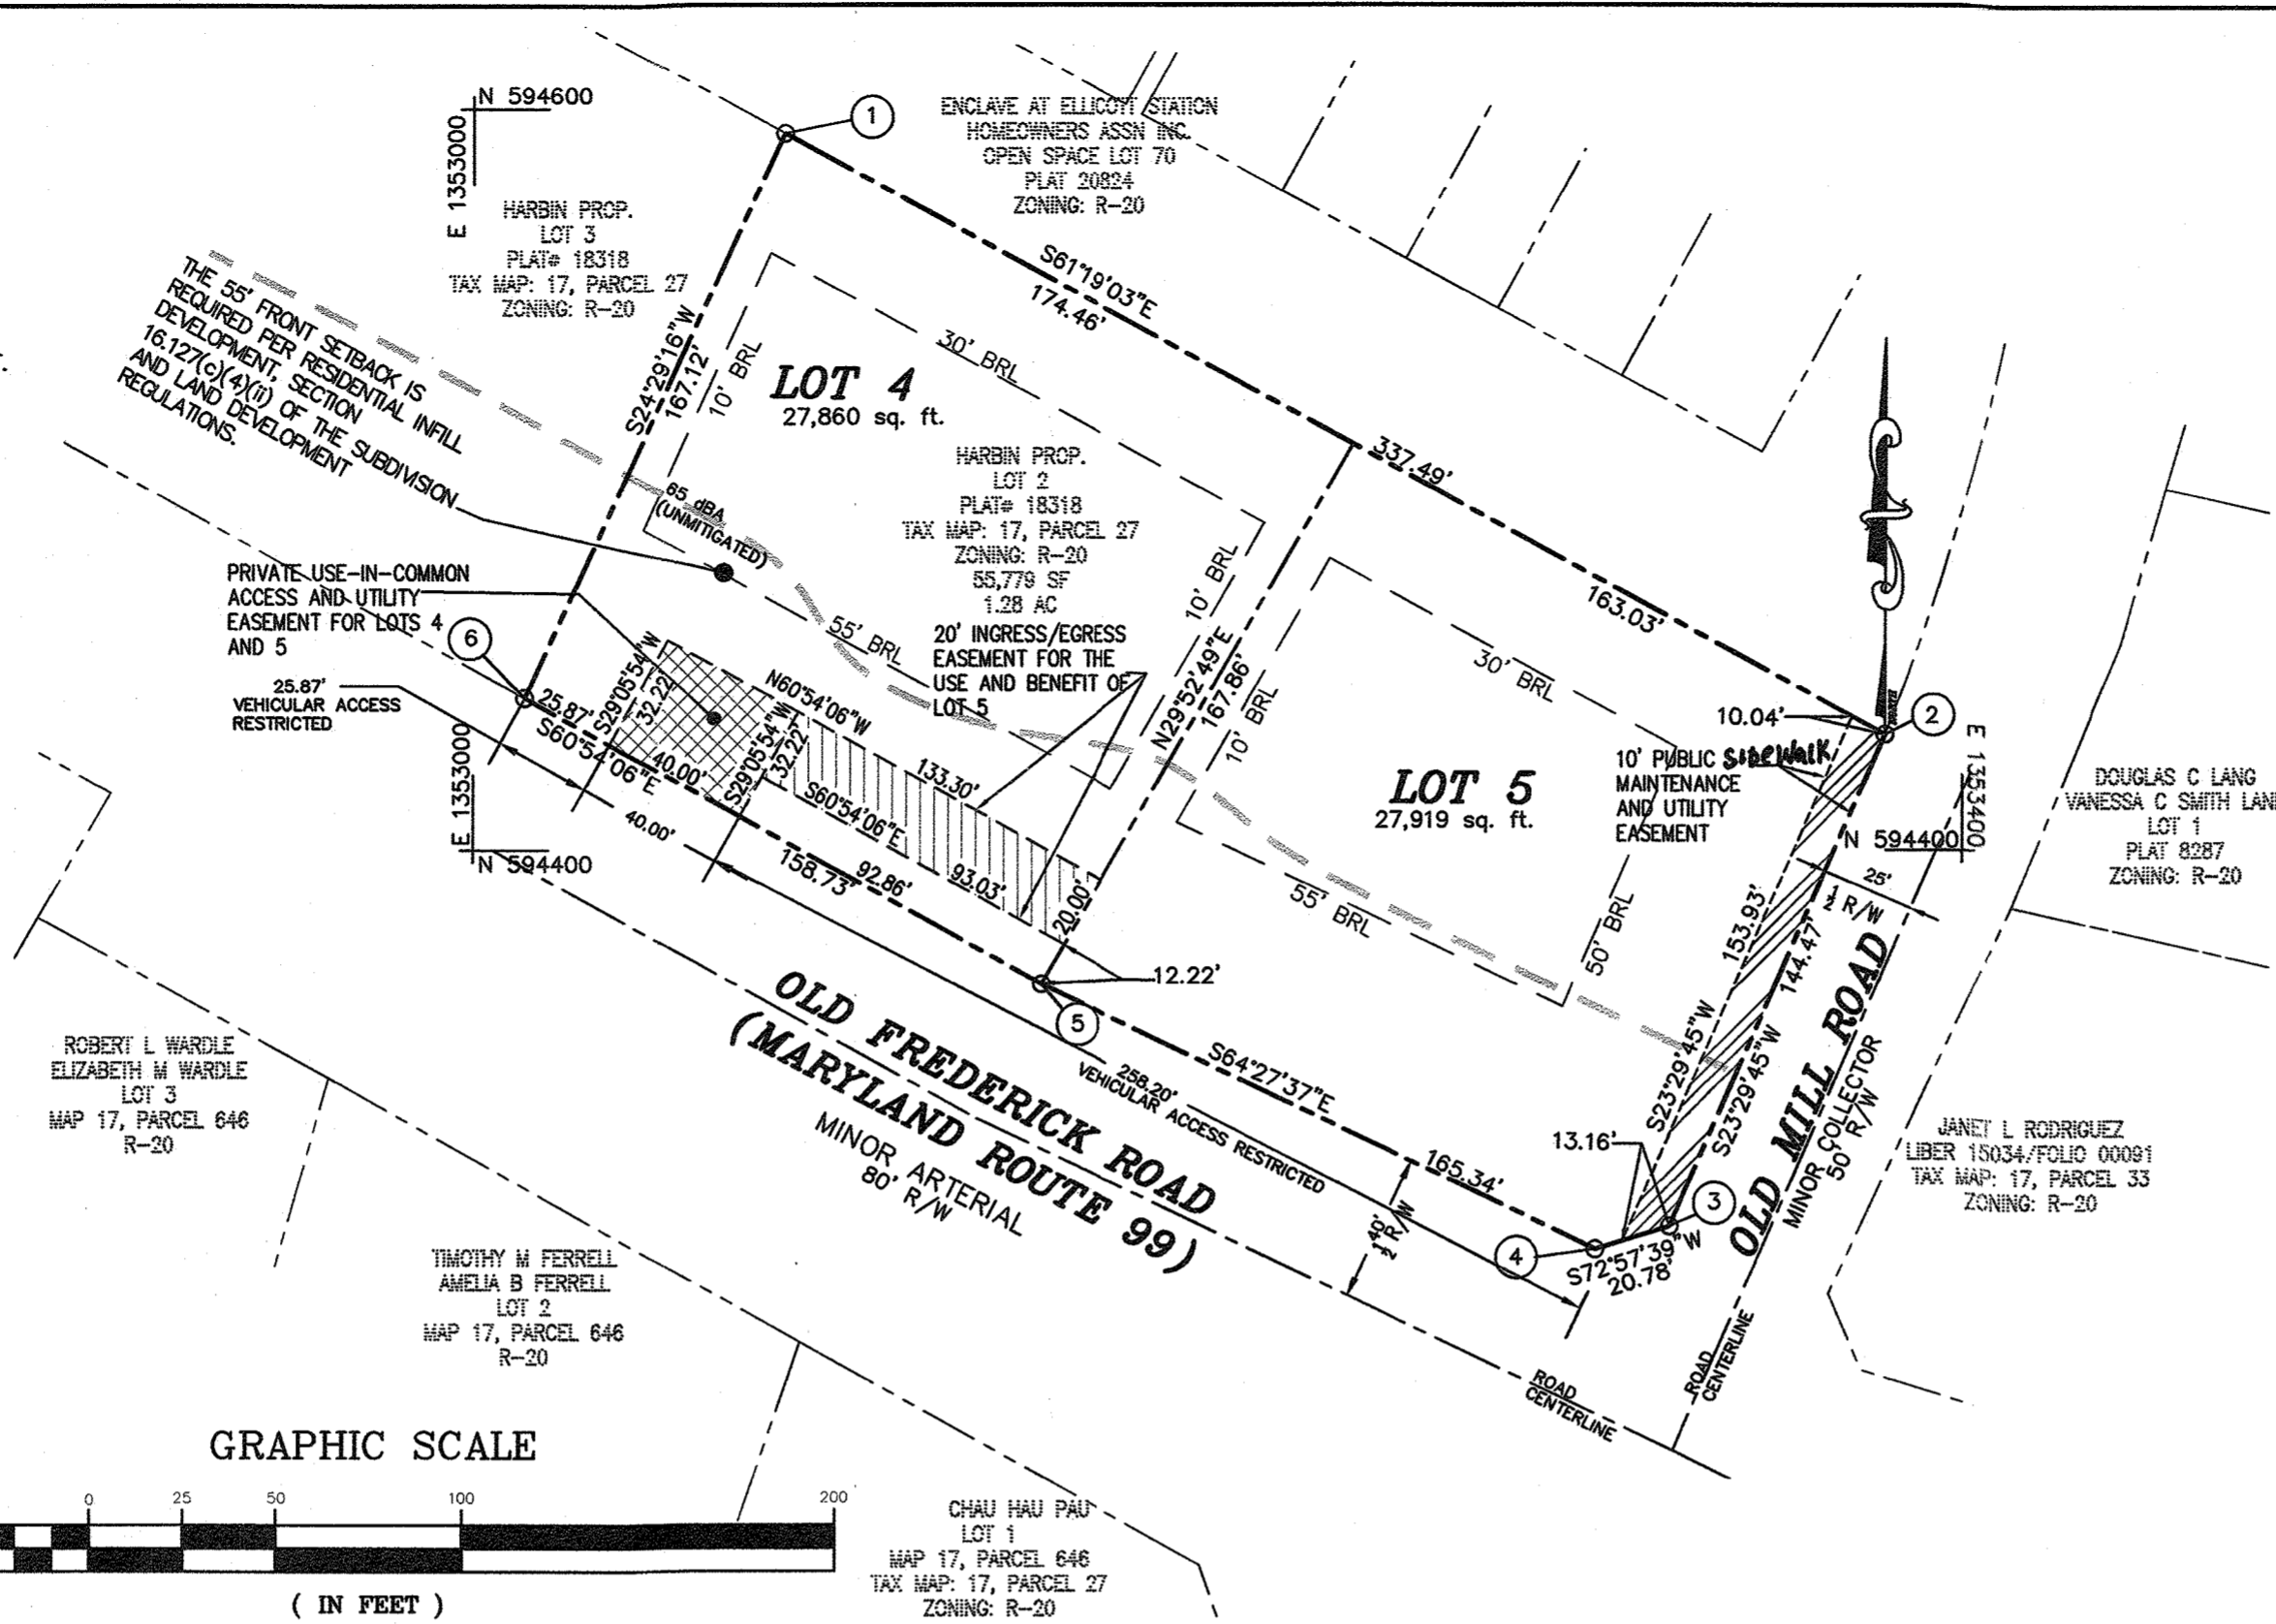 N 594600
E 1353000
1
ENCLAVE AT ELLICOTT STATION
HOMEOWNERS ASSN INC.
OPEN SPACE LOT 70
PLAT 20824
ZONING: R-20
HARBIN PROP.
LOT 3
PLAT# 18318
TAX MAP: 17, PARCEL 27
ZONING: R-20
THE 55' FRONT SETBACK IS
REQUIRED PER RESIDENTIAL INFILL
DEVELOPMENT, SECTION
16.127(c)(4)(ii) OF THE SUBDIVISION
AND LAND DEVELOPMENT
REGULATIONS.
S24°29'16"W
167.12'
10' BRL
S61°19'03"E
174.46'
30' BRL
LOT 4
27,860 sq. ft.
337.49'
HARBIN PROP.
LOT 2
PLAT# 18318
TAX MAP: 17, PARCEL 27
ZONING: R-20
55,779 SF
1.28 AC
65 dBA
(UNMITIGATED)
10' BRL
163.03'
PRIVATE USE-IN-COMMON
ACCESS AND UTILITY
EASEMENT FOR LOTS 4
AND 5
6
55' BRL
20' INGRESS/EGRESS
EASEMENT FOR THE
USE AND BENEFIT OF
LOT 5
N29°52'49"E
167.86'
10' BRL
30' BRL
25.87'
VEHICULAR ACCESS
RESTRICTED
25.87'
S60°54'06"E
S29°05'54"W
32.22'
N60°54'06"W
133.30'
S29°05'54"W
32.22'
40.00'
40.00'
S60°54'06"E
93.03'
92.86'
158.73'
20.00'
E 1353000
N 594400
10.04'
2
10' PUBLIC SIDEWALK
MAINTENANCE
AND UTILITY
EASEMENT
NORTH
E 1353400
N 594400
LOT 5
27,919 sq. ft.
DOUGLAS C LANG
VANESSA C SMITH LANG
LOT 1
PLAT 8287
ZONING: R-20
25'
½ R/W
55' BRL
50' BRL
153.93'
144.47'
S23°29'45"W
S23°29'45"W
12.22'
5
OLD FREDERICK ROAD
(MARYLAND ROUTE 99)
MINOR ARTERIAL
80' R/W
S64°27'37"E
165.34'
258.20'
VEHICULAR ACCESS RESTRICTED
40'
½ R/W
13.16'
3
4
S72°57'39"W
20.78'
OLD MILL ROAD
MINOR COLLECTOR
50' R/W
ROAD
CENTERLINE
ROAD
CENTERLINE
ROBERT L WARDLE
ELIZABETH M WARDLE
LOT 3
MAP 17, PARCEL 646
R-20
JANET L RODRIGUEZ
LIBER 15034/FOLIO 00091
TAX MAP: 17, PARCEL 33
ZONING: R-20
TIMOTHY M FERRELL
AMELIA B FERRELL
LOT 2
MAP 17, PARCEL 646
R-20
CHAU HAU PAU
LOT 1
MAP 17, PARCEL 646
TAX MAP: 17, PARCEL 27
ZONING: R-20
GRAPHIC SCALE
0 25 50 100 200
( IN FEET )